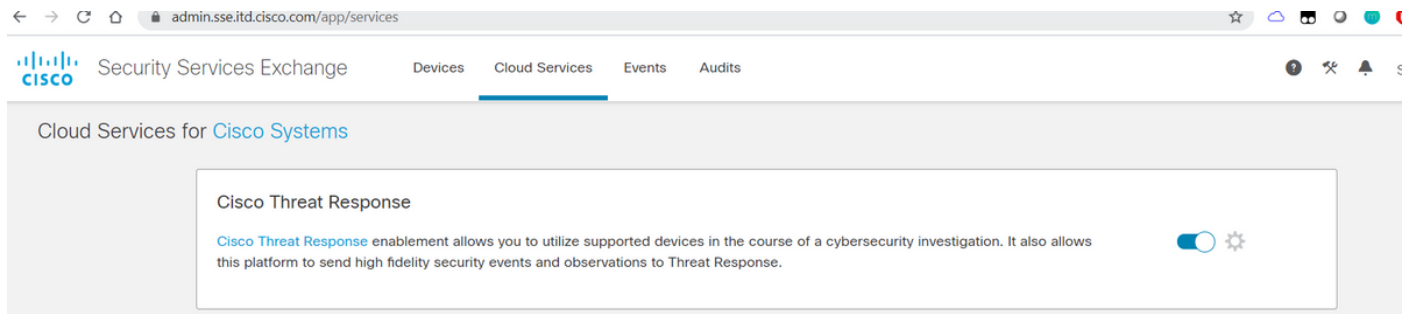 admin.sse.itd.cisco.com/app/services
CISCO Security Services Exchange Devices Cloud Services Events Audits
Cloud Services for Cisco Systems
Cisco Threat Response
Cisco Threat Response enablement allows you to utilize supported devices in the course of a cybersecurity investigation. It also allows
this platform to send high fidelity security events and observations to Threat Response.